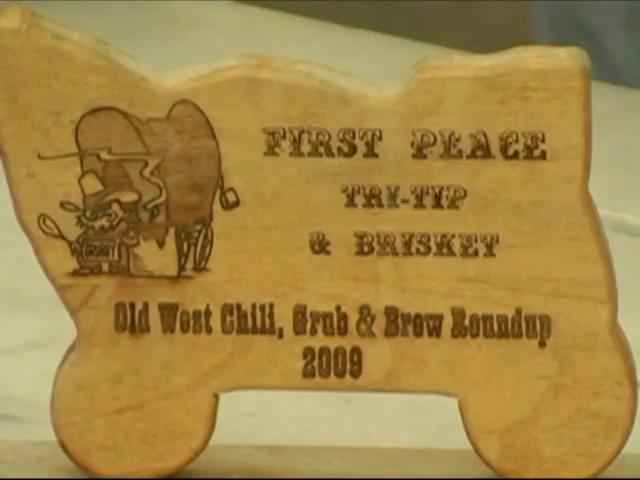 FIRST PLACE
TRI-TIP
& BRISKET
Old West Chili, Grub & Brew Roundup
2009